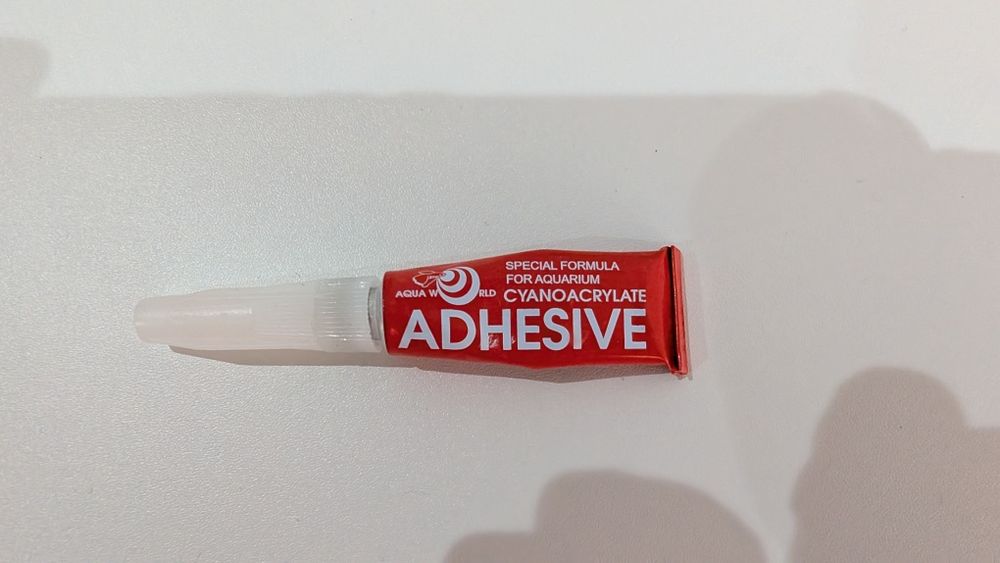 AQUA WORLD
SPECIAL FORMULA
FOR AQUARIUM
CYANOACRYLATE
ADHESIVE